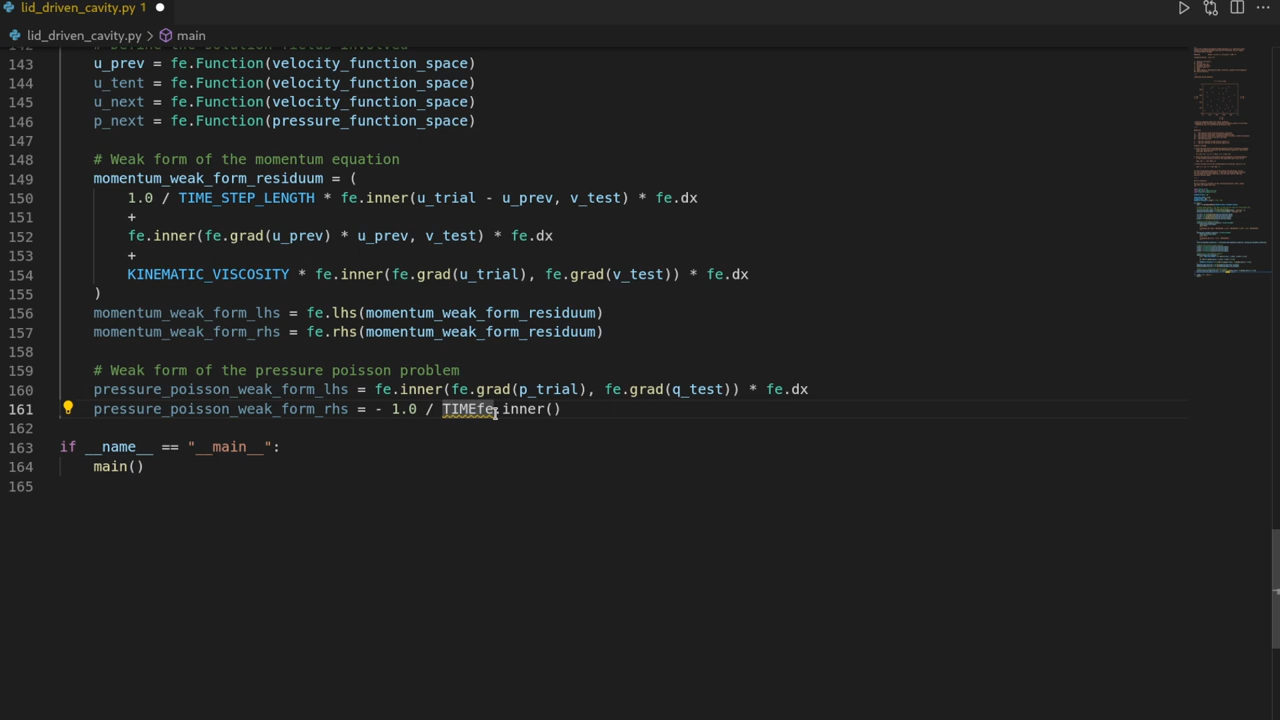 lid_driven_cavity.py 1
lid_driven_cavity.py > main
142 # Define the solution fields involved
143 u_prev = fe.Function(velocity_function_space)
144 u_tent = fe.Function(velocity_function_space)
145 u_next = fe.Function(velocity_function_space)
146 p_next = fe.Function(pressure_function_space)
147
148 # Weak form of the momentum equation
149 momentum_weak_form_residuum = (
150 1.0 / TIME_STEP_LENGTH * fe.inner(u_trial - u_prev, v_test) * fe.dx
151 +
152 fe.inner(fe.grad(u_prev) * u_prev, v_test) * fe.dx
153 +
154 KINEMATIC_VISCOSITY * fe.inner(fe.grad(u_trial), fe.grad(v_test)) * fe.dx
155 )
156 momentum_weak_form_lhs = fe.lhs(momentum_weak_form_residuum)
157 momentum_weak_form_rhs = fe.rhs(momentum_weak_form_residuum)
158
159 # Weak form of the pressure poisson problem
160 pressure_poisson_weak_form_lhs = fe.inner(fe.grad(p_trial), fe.grad(q_test)) * fe.dx
161 pressure_poisson_weak_form_rhs = - 1.0 / TIMEfe.inner()
162
163 if __name__ == "__main__":
164 main()
165